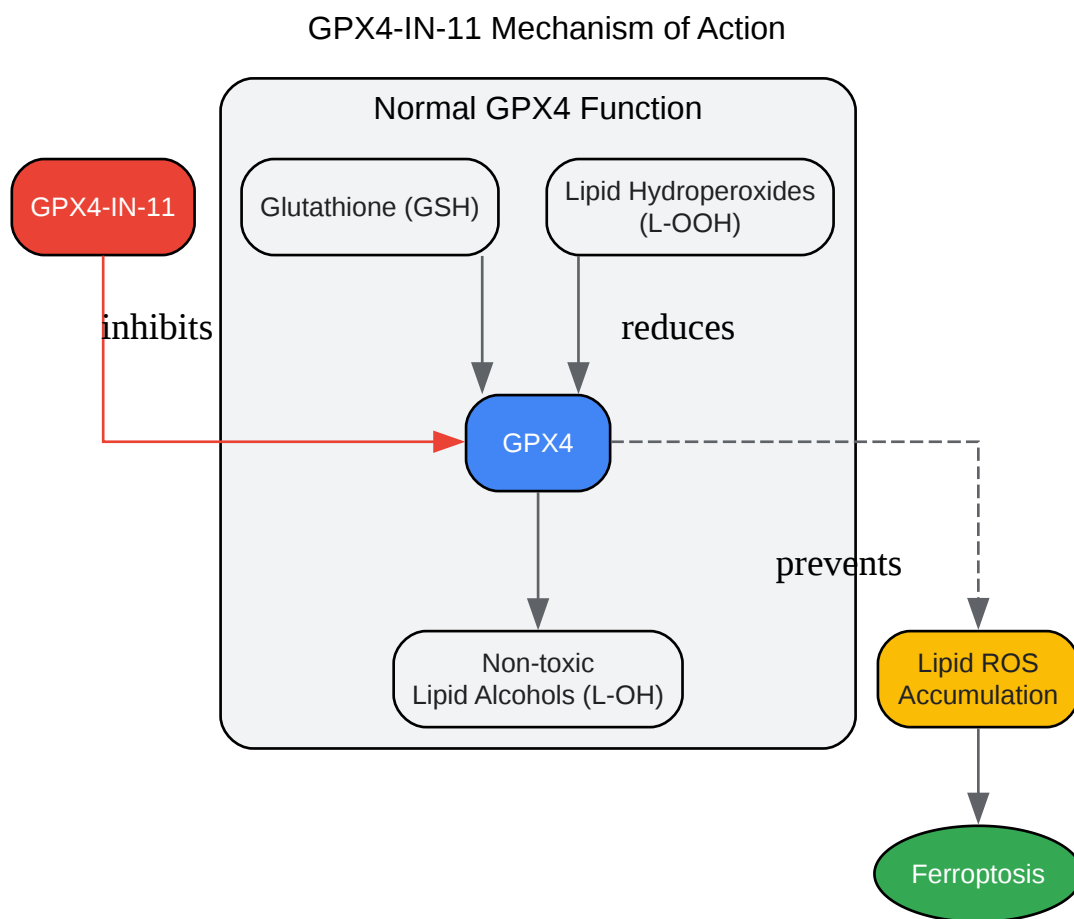 GPX4-IN-11 Mechanism of Action
Normal GPX4 Function
GPX4-IN-11
Glutathione (GSH)
Lipid Hydroperoxides
(L-OOH)
inhibits
reduces
GPX4
prevents
Non-toxic
Lipid Alcohols (L-OH)
Lipid ROS
Accumulation
Ferroptosis